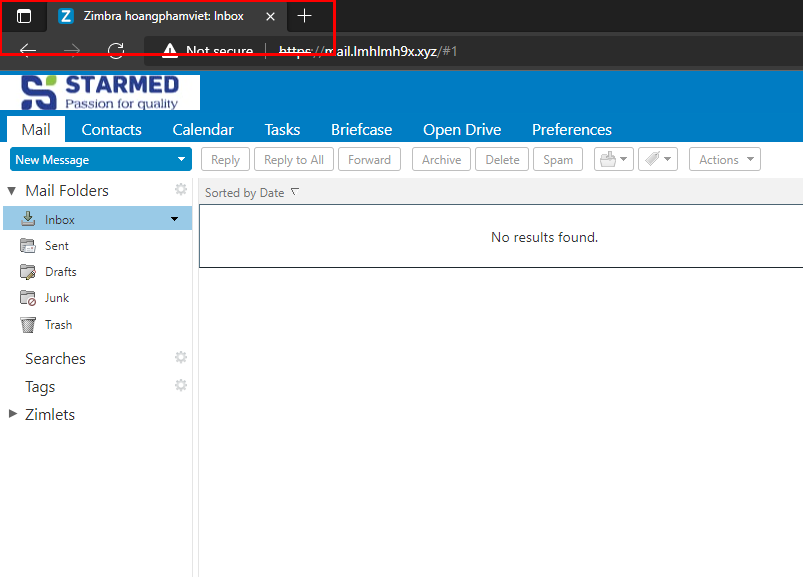 Zimbra hoangphamviet: Inbox
Not secure https://mail.lmhlmh9x.xyz/#1
STARMED
Passion for quality
Mail Contacts Calendar Tasks Briefcase Open Drive Preferences
New Message Reply Reply to All Forward Archive Delete Spam Actions
Mail Folders
Sorted by Date
Inbox
No results found.
Sent
Drafts
Junk
Trash
Searches
Tags
Zimlets